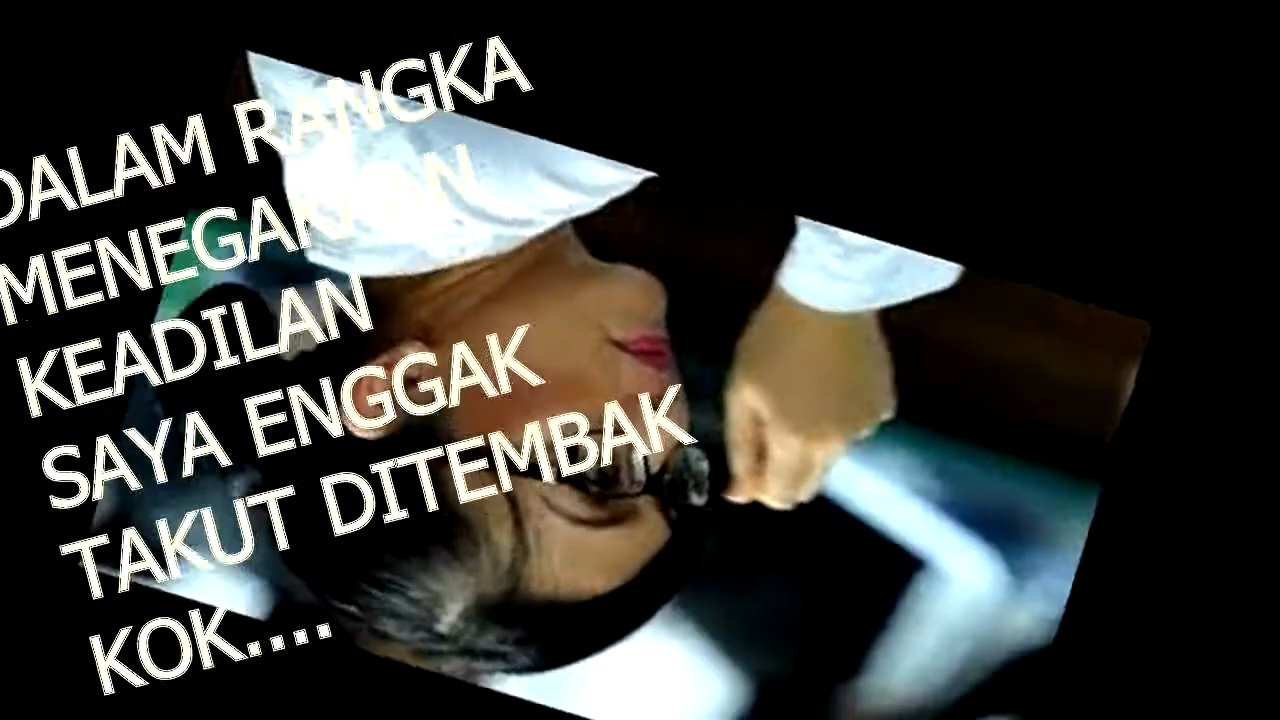 DALAM RANGKA
MENEGAKKAN
KEADILAN
SAYA ENGGAK
TAKUT DITEMBAK
KOK....